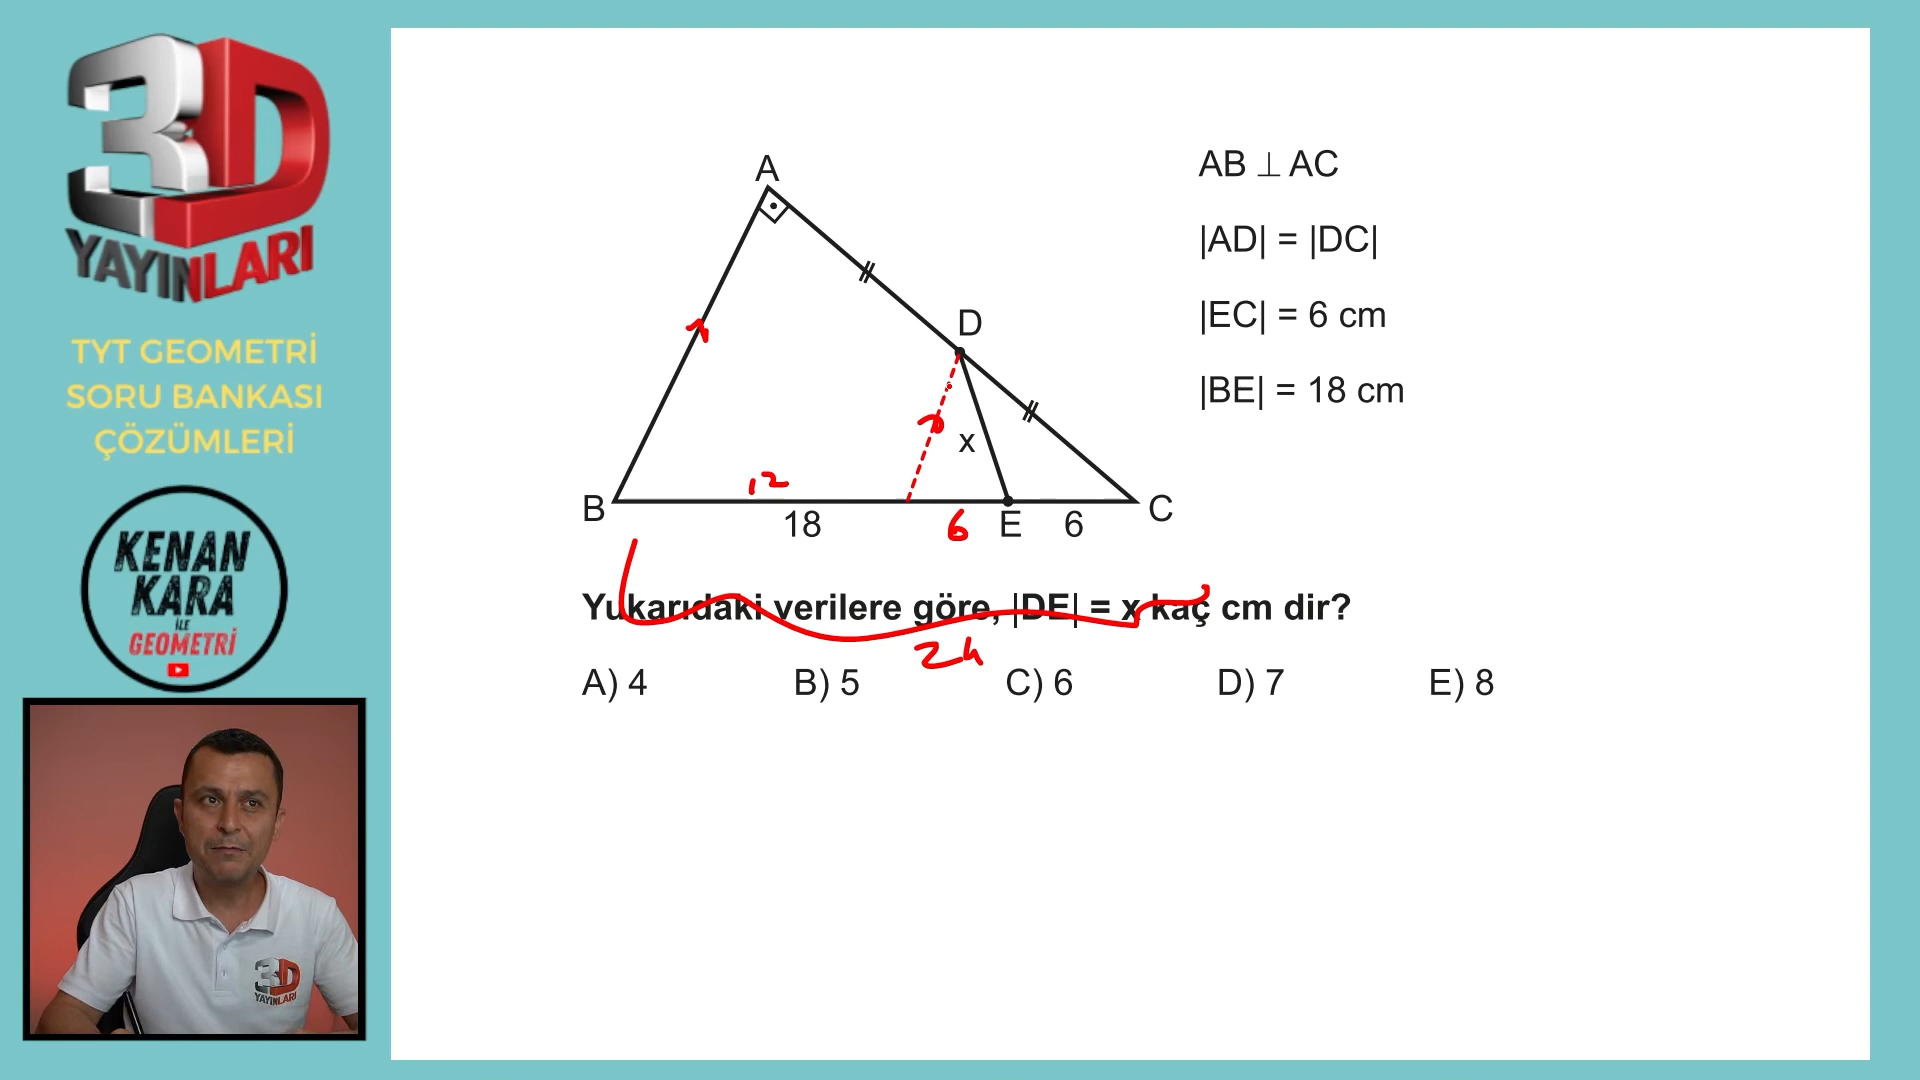 3D
YAYINLARI
TYT GEOMETRİ
SORU BANKASI
ÇÖZÜMLERİ
KENAN
KARA
İLE
GEOMETRİ
3D
YAYINLARI
A
D
x
B
12
18
6
E
6
C
AB ⊥ AC
|AD| = |DC|
|EC| = 6 cm
|BE| = 18 cm
Yukarıdaki verilere göre, |DE| = x kaç cm dir?
24
A) 4 B) 5 C) 6 D) 7 E) 8